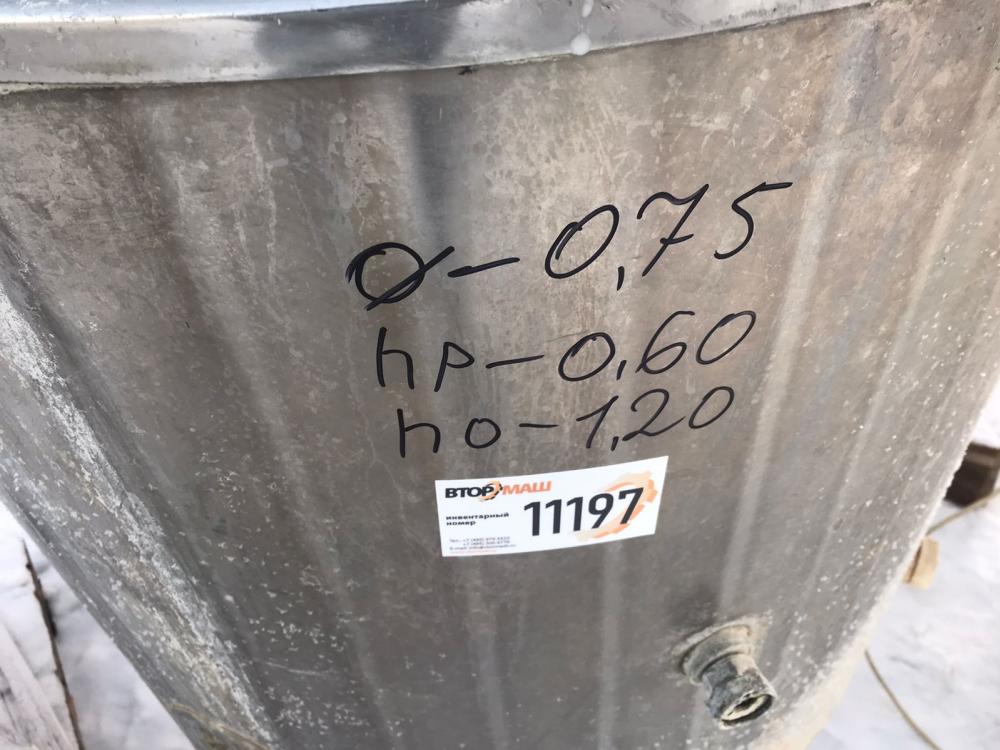 ⌀-0,75
hр-0,60
hо-1,20
ВТОРМАШ
инвентарный
номер
11197